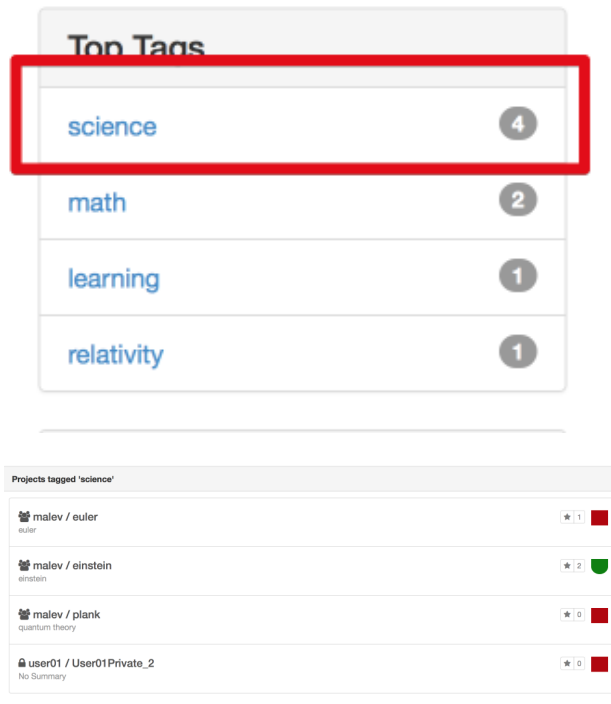 Top Tags
science 4
math 2
learning 1
relativity 1
Projects tagged 'science'
malev / euler 1
euler
malev / einstein 2
einstein
malev / plank 0
quantum theory
user01 / User01Private_2 0
No Summary